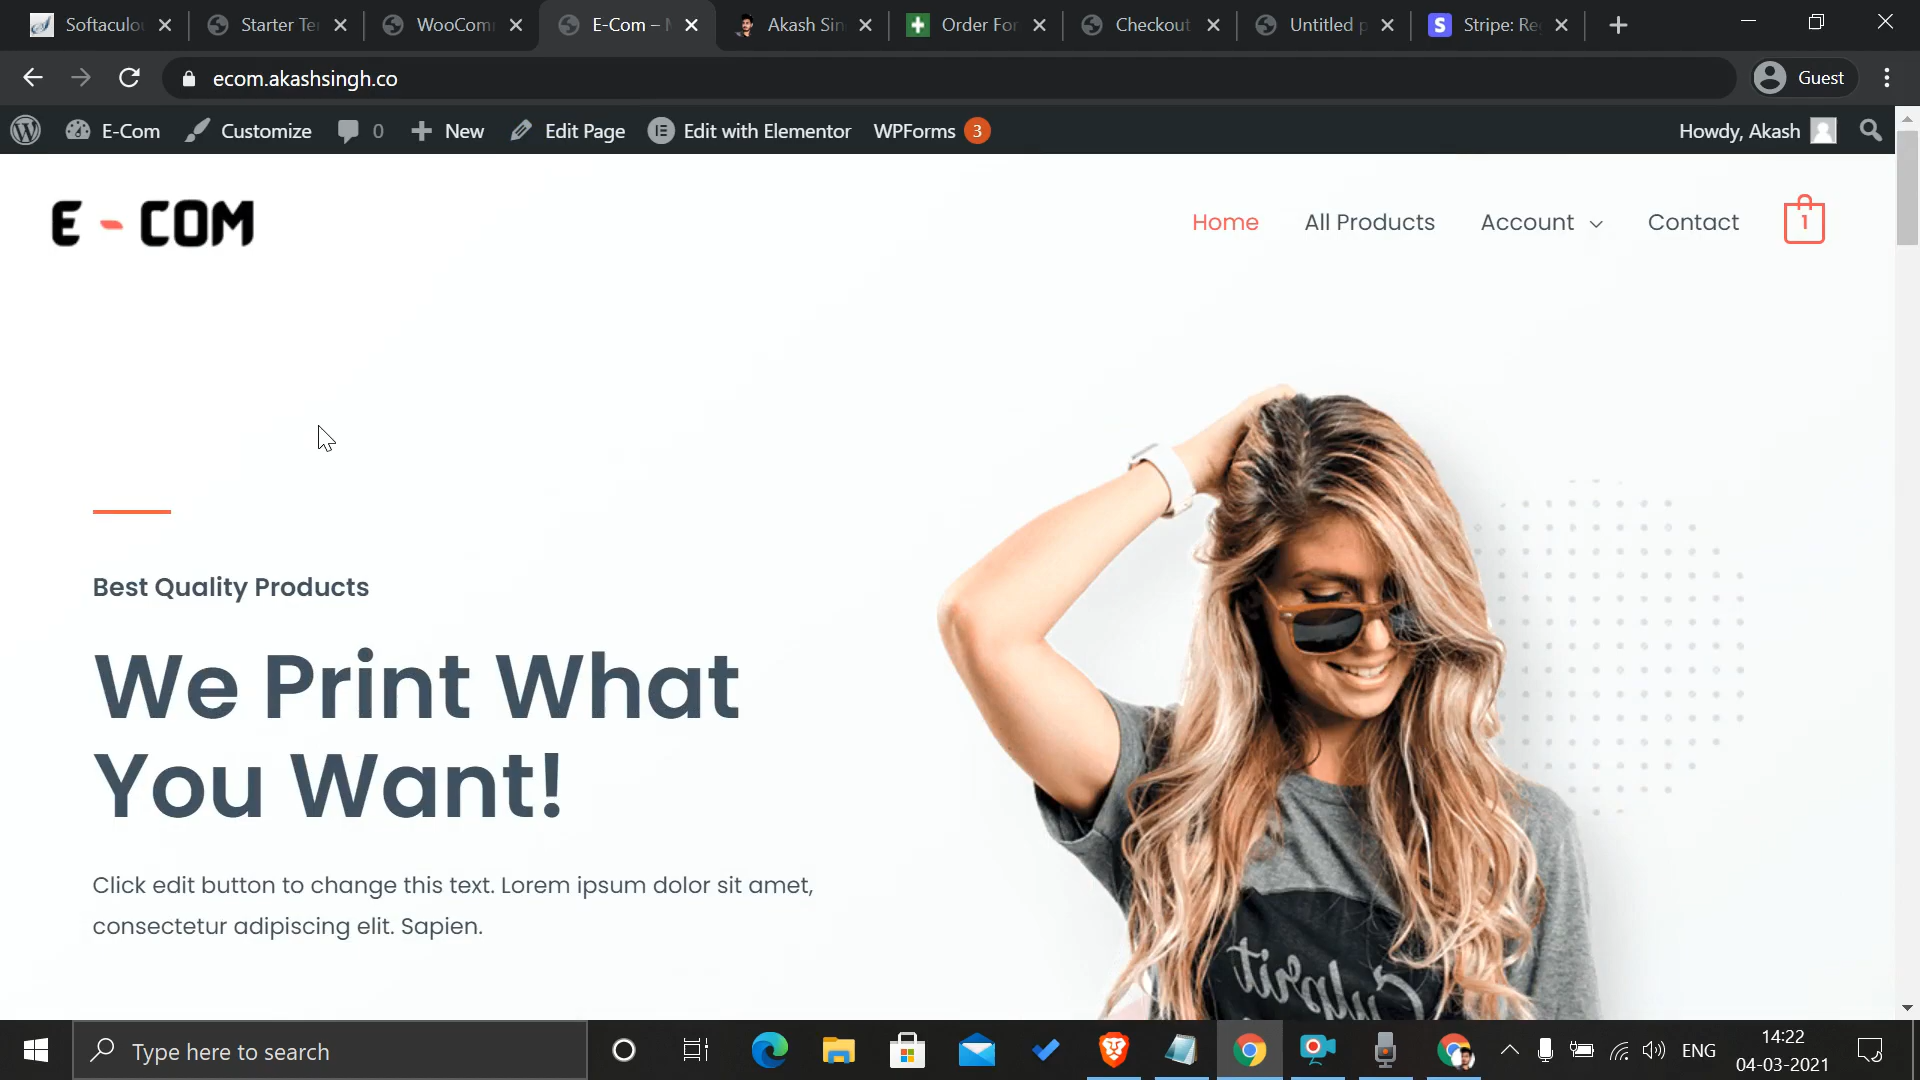 Softaculo
Starter Te
WooCom
E-Com –
Akash Sin
Order For
Checkout
Untitled p
Stripe: Re
ecom.akashsingh.co
Guest
E-Com
Customize
0
New
Edit Page
Edit with Elementor
WPForms 3
Howdy, Akash
E - COM
Home
All Products
Account
Contact
1
Best Quality Products
We Print What
You Want!
Click edit button to change this text. Lorem ipsum dolor sit amet,
consectetur adipiscing elit. Sapien.
Type here to search
ENG
14:22
04-03-2021